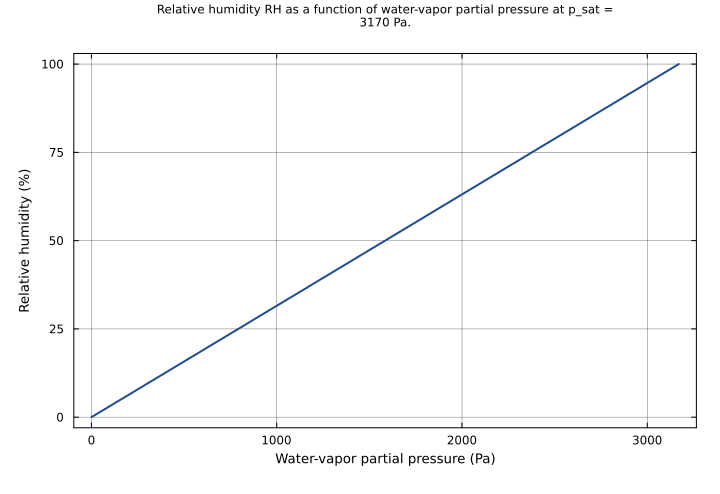 Relative humidity RH as a function of water-vapor partial pressure at p_sat =
3170 Pa.
100
75
50
25
0
Relative humidity (%)
0 1000 2000 3000
Water-vapor partial pressure (Pa)